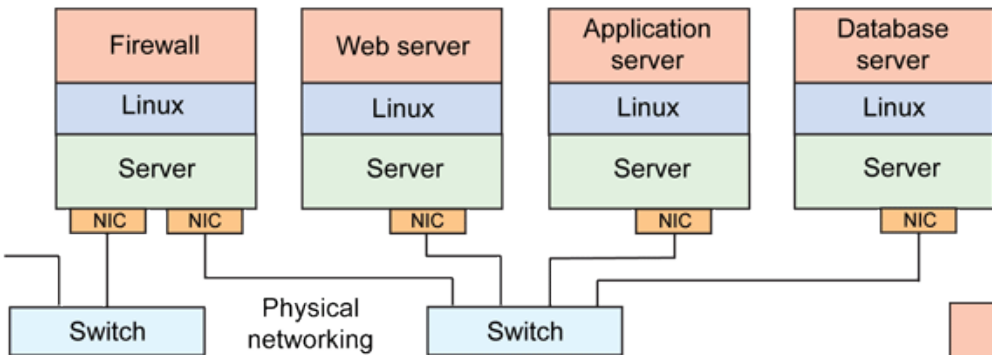 Firewall
Web server
Application
server
Database
server
Linux
Linux
Linux
Linux
Server
Server
Server
Server
NIC
NIC
NIC
NIC
NIC
Physical
networking
Switch
Switch